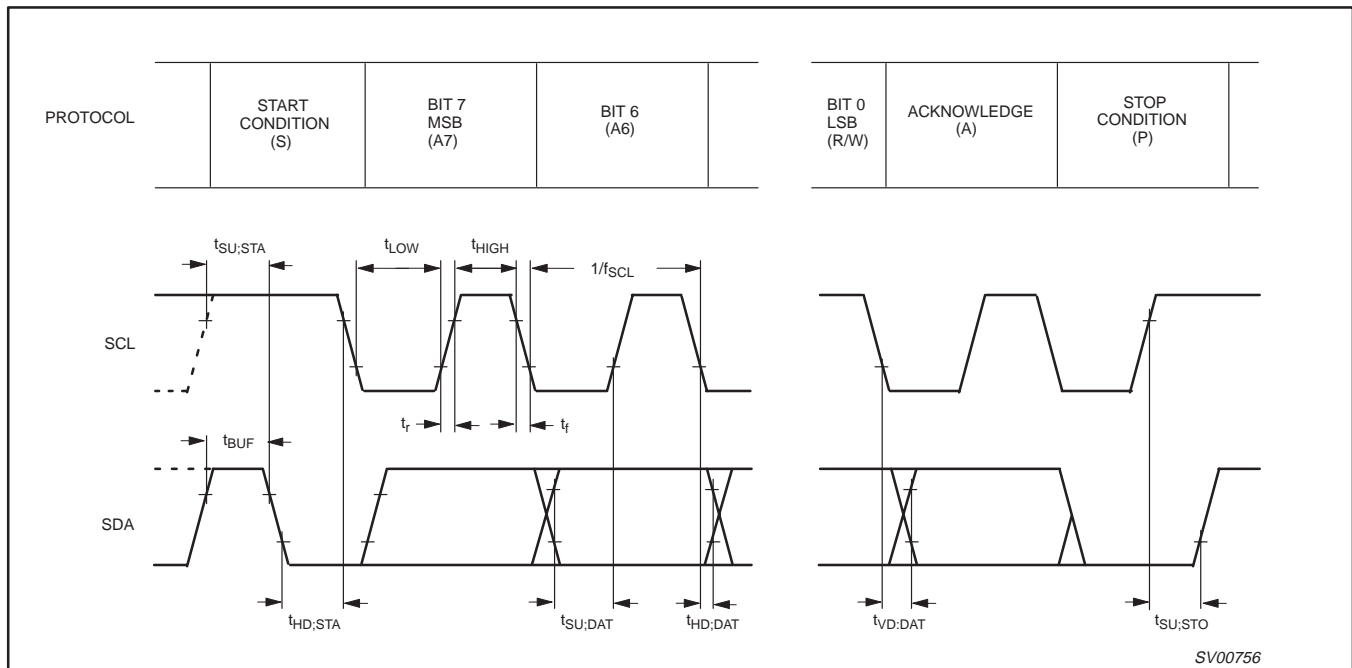 PROTOCOL
START
CONDITION
(S)
BIT 7
MSB
(A7)
BIT 6
(A6)
BIT 0
LSB
(R/W)
ACKNOWLEDGE
(A)
STOP
CONDITION
(P)
tSU;STA
tLOW
tHIGH
1/fSCL
SCL
tr
tf
tBUF
SDA
tHD;STA
tSU;DAT
tHD;DAT
tVD:DAT
tSU;STO
SV00756